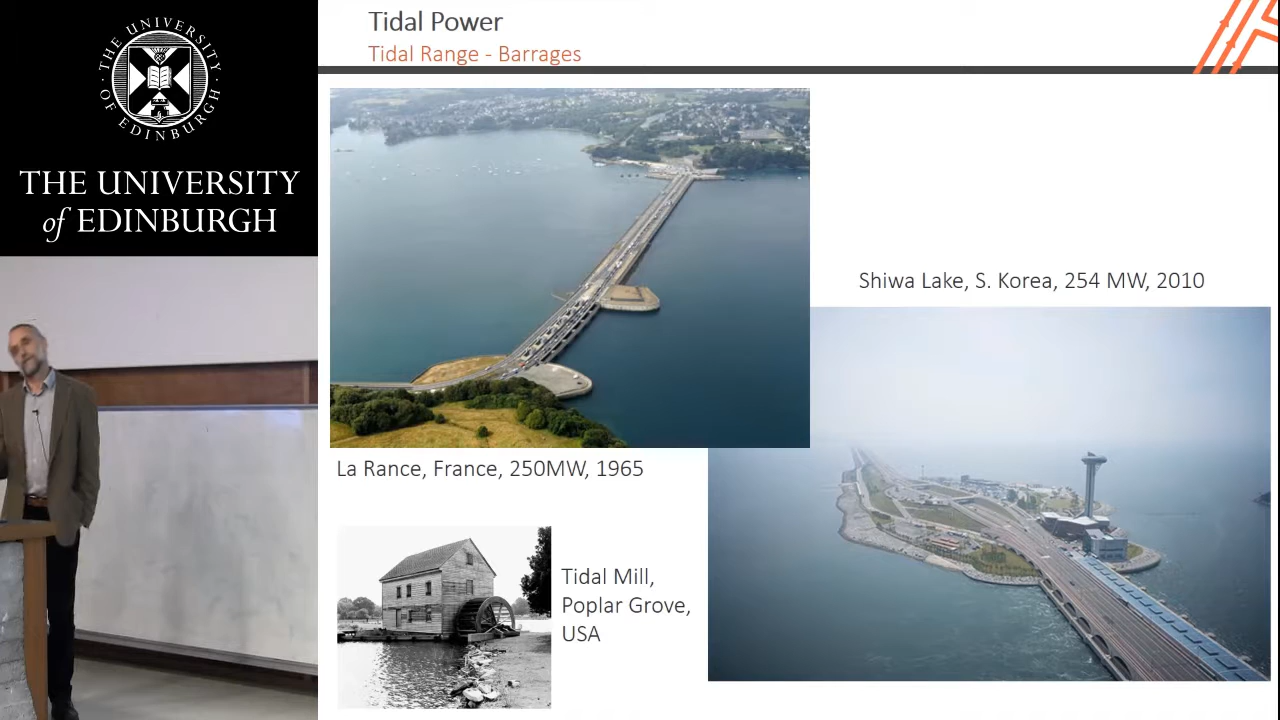 THE UNIVERSITY
OF EDINBURGH
THE UNIVERSITY
of EDINBURGH
Tidal Power
Tidal Range - Barrages
Shiwa Lake, S. Korea, 254 MW, 2010
La Rance, France, 250MW, 1965
Tidal Mill,
Poplar Grove,
USA